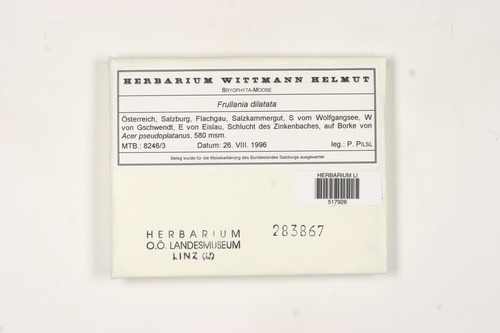 HERBARIUM WITTMANN HELMUT
BRYOPHYTA-MOOSE
Frullania dilatata
Österreich, Salzburg, Flachgau, Salzkammergut, S vom Wolfgangsee, W
von Gschwendt, E von Eislau, Schlucht des Zinkenbaches, auf Borke von
Acer pseudoplatanus, 580 msm.
MTB.: 8246/3 Datum: 26. VIII. 1996 leg.: P. PILSL
Beleg wurde für die Mooskartierung des Bundeslandes Salzburgs ausgewertet
HERBARIUM LI
517926
283867
HERBARIUM
O.Ö. LANDESMUSEUM
LINZ